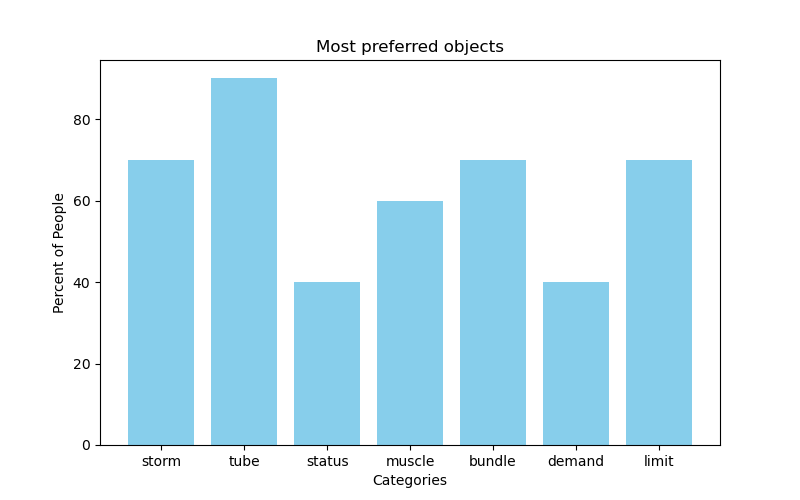 Most preferred objects
Percent of People
80
60
40
20
0
storm tube status muscle bundle demand limit
Categories